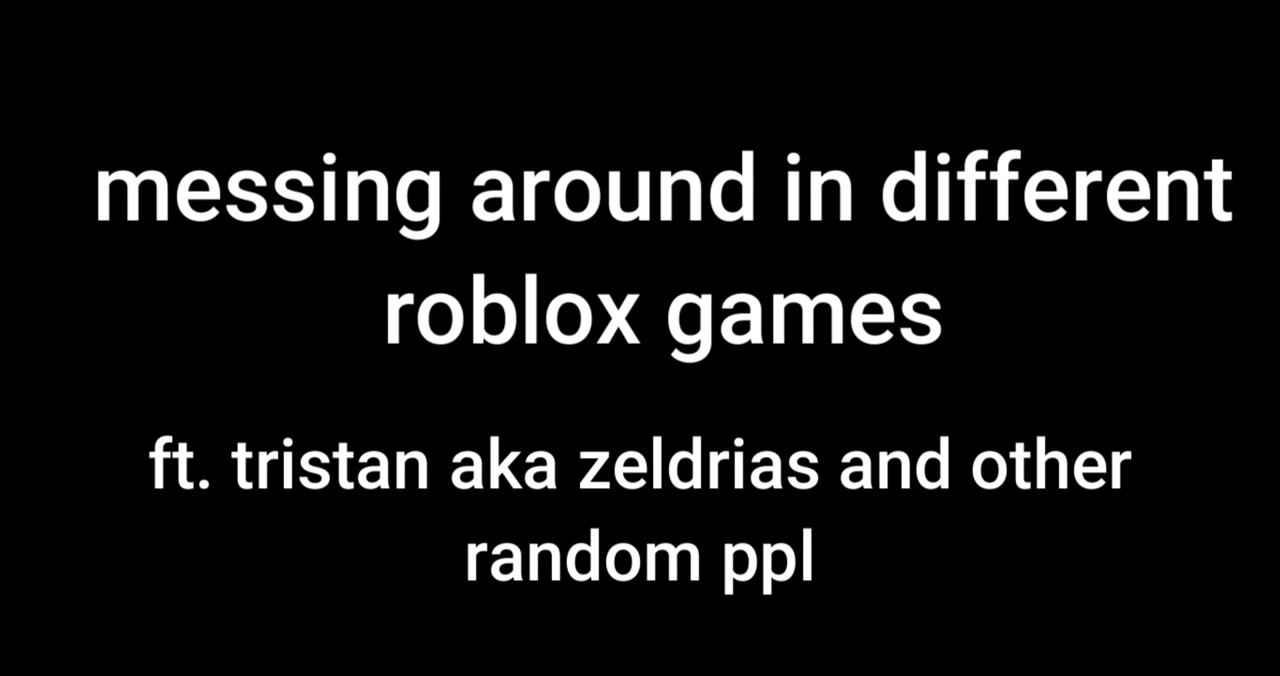 messing around in different
roblox games
ft. tristan aka zeldrias and other
random ppl